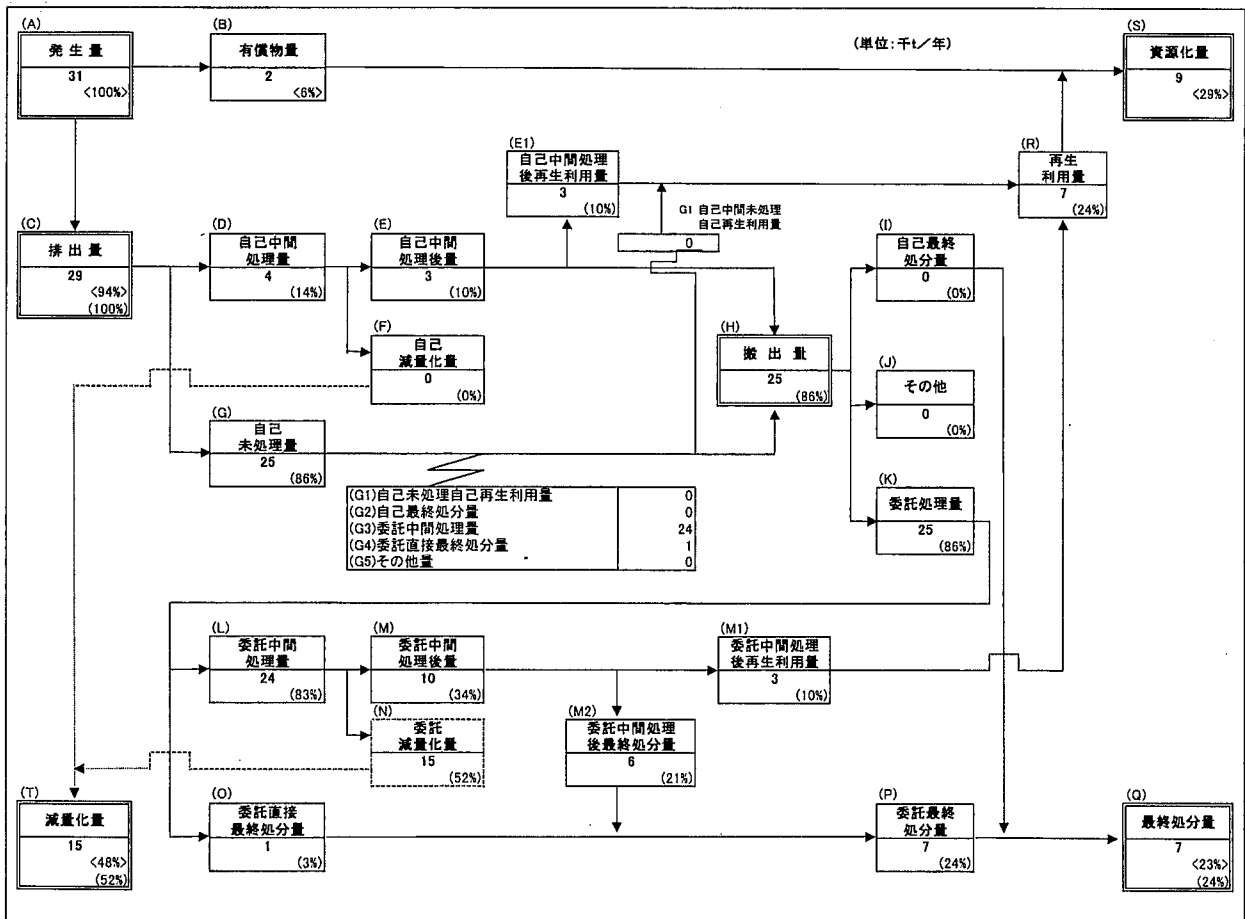 (A)
発生量
31
<100%>
(B)
有償物量
2
<6%>
(単位:千t/年)
(S)
資源化量
9
<29%>
(E1)
自己中間処理
後再生利用量
3
(10%)
(R)
再生
利用量
7
(24%)
G1 自己中間未処理
自己再生利用量
0
(C)
排出量
29
<94%>
(100%)
(D)
自己中間
処理量
4
(14%)
(E)
自己中間
処理後量
3
(10%)
(I)
自己最終
処分量
0
(0%)
(F)
自己
減量化量
0
(0%)
(H)
搬出量
25
(86%)
(J)
その他
0
(0%)
(G)
自己
未処理量
25
(86%)
(G1)自己未処理自己再生利用量 0
(G2)自己最終処分量 0
(G3)委託中間処理量 24
(G4)委託直接最終処分量 1
(G5)その他量 0
(K)
委託処理量
25
(86%)
(L)
委託中間
処理量
24
(83%)
(M)
委託中間
処理後量
10
(34%)
(M1)
委託中間処理
後再生利用量
3
(10%)
(N)
委託
減量化量
15
(52%)
(M2)
委託中間処理
後最終処分量
6
(21%)
(T)
減量化量
15
<48%>
(52%)
(O)
委託直接
最終処分量
1
(3%)
(P)
委託最終
処分量
7
(24%)
(Q)
最終処分量
7
<23%>
(24%)